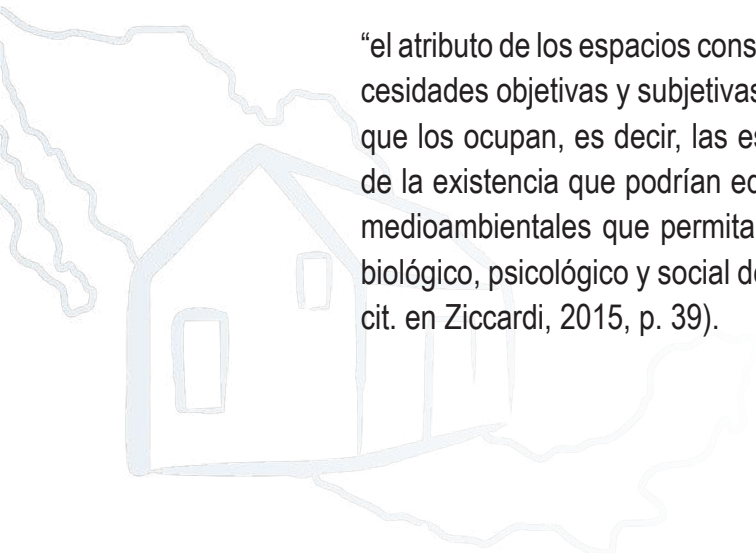 “el atributo de los espacios cons
cesidades objetivas y subjetivas
que los ocupan, es decir, las es
de la existencia que podrían ec
medioambientales que permita
biológico, psicológico y social d
cit. en Ziccardi, 2015, p. 39).